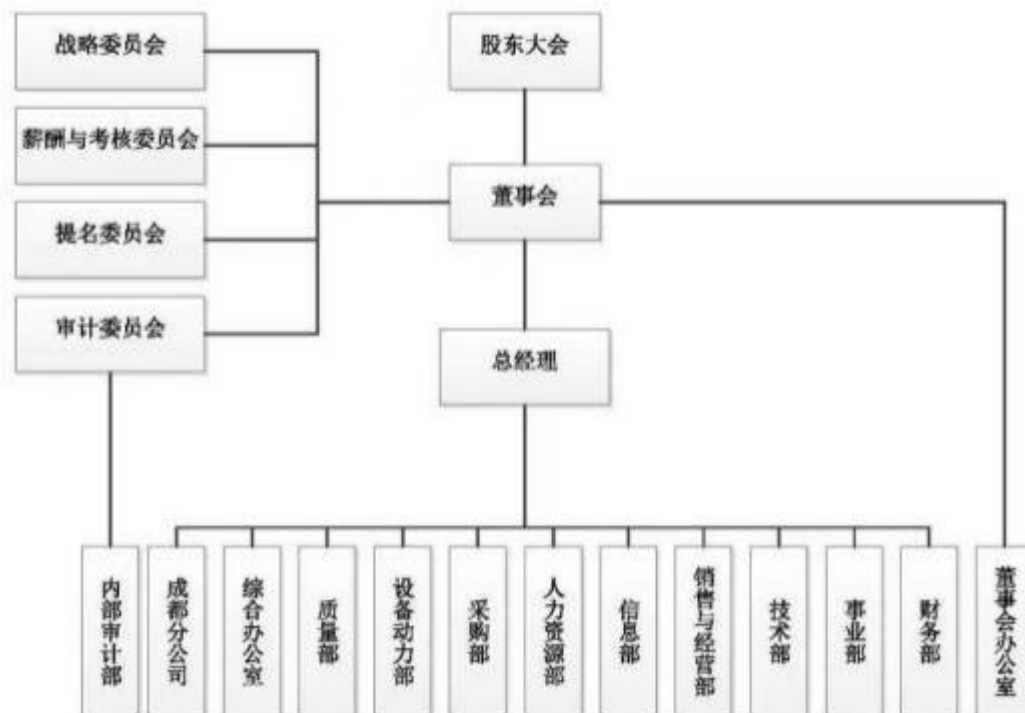 战略委员会
股东大会
薪酬与考核委员会
董事会
提名委员会
审计委员会
总经理
内部审计部
成都分公司
综合办公室
质量部
设备动力部
采购部
人力资源部
信息部
销售与经营部
技术部
事业部
财务部
董事会办公室